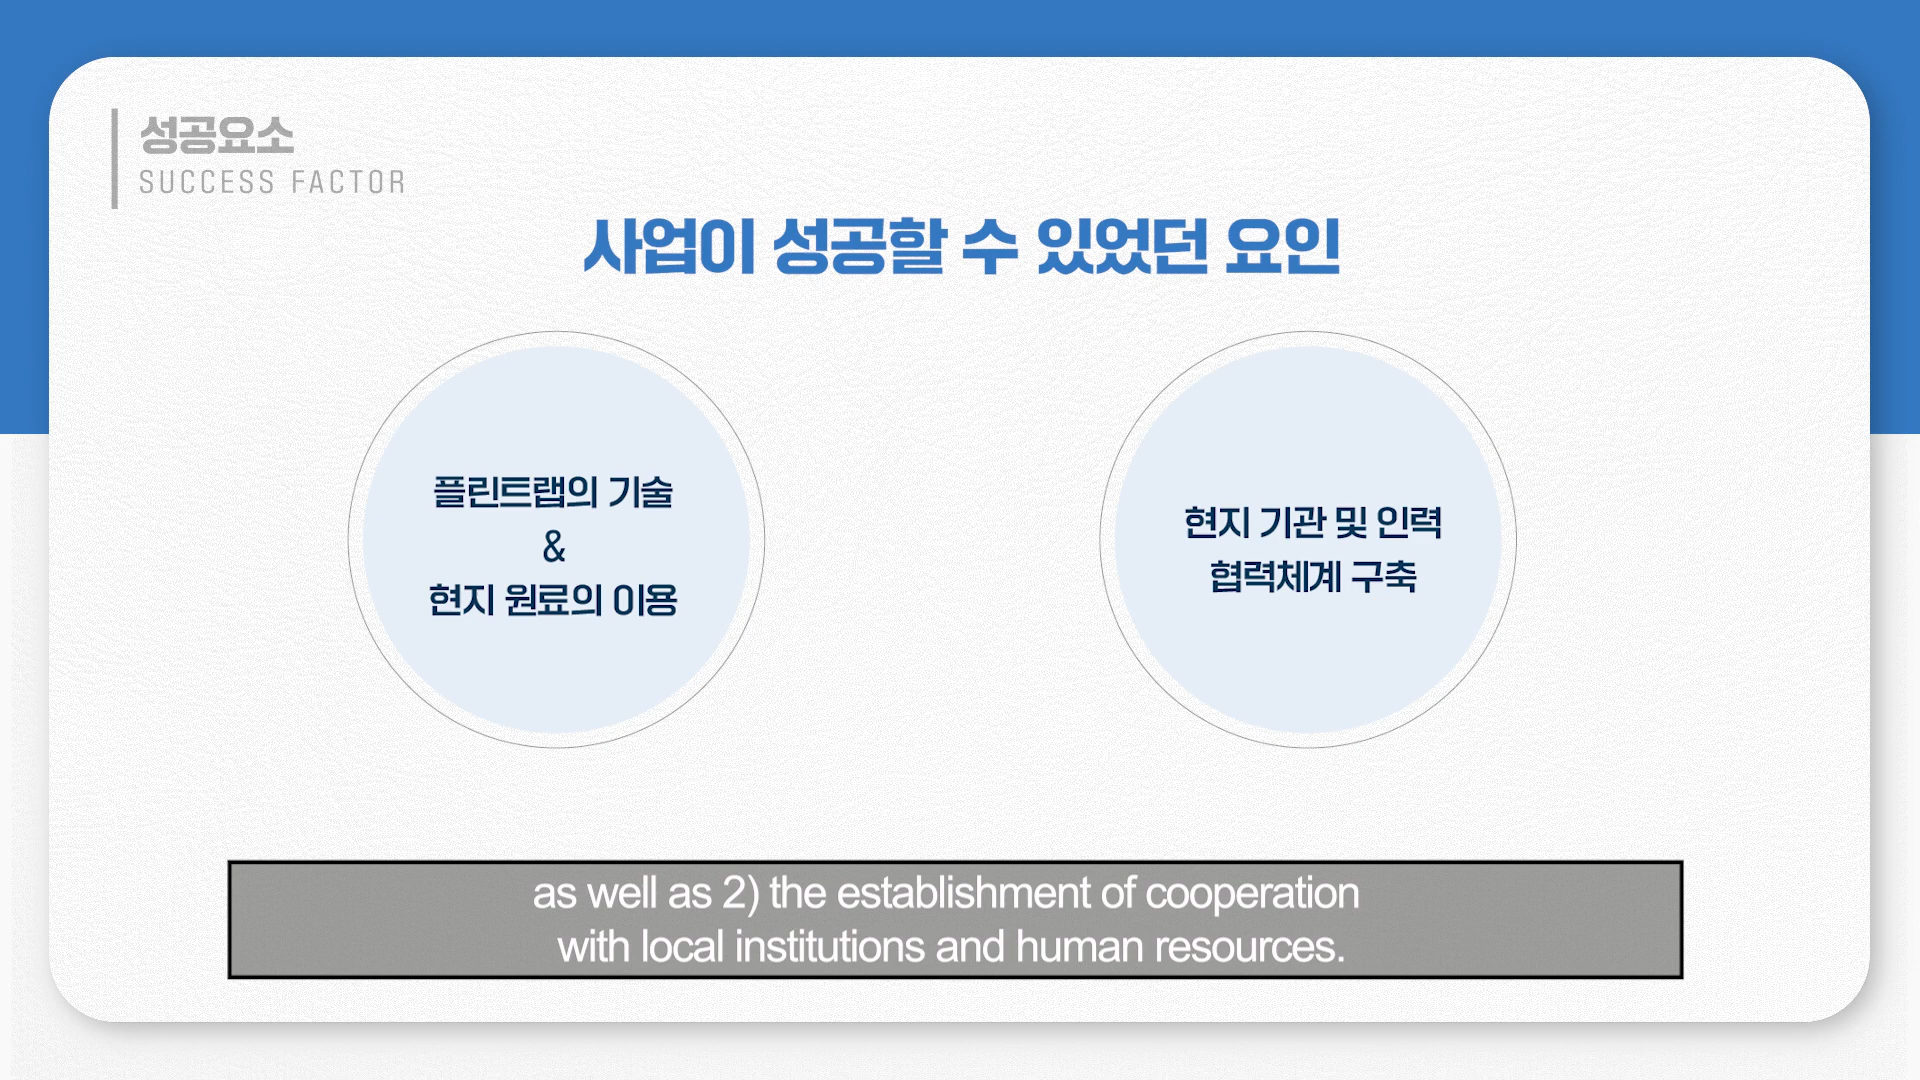 성공요소
SUCCESS FACTOR
사업이 성공할 수 있었던 요인
플린트랩의 기술
&
현지 원료의 이용
현지 기관 및 인력
협력체계 구축
as well as 2) the establishment of cooperation
with local institutions and human resources.